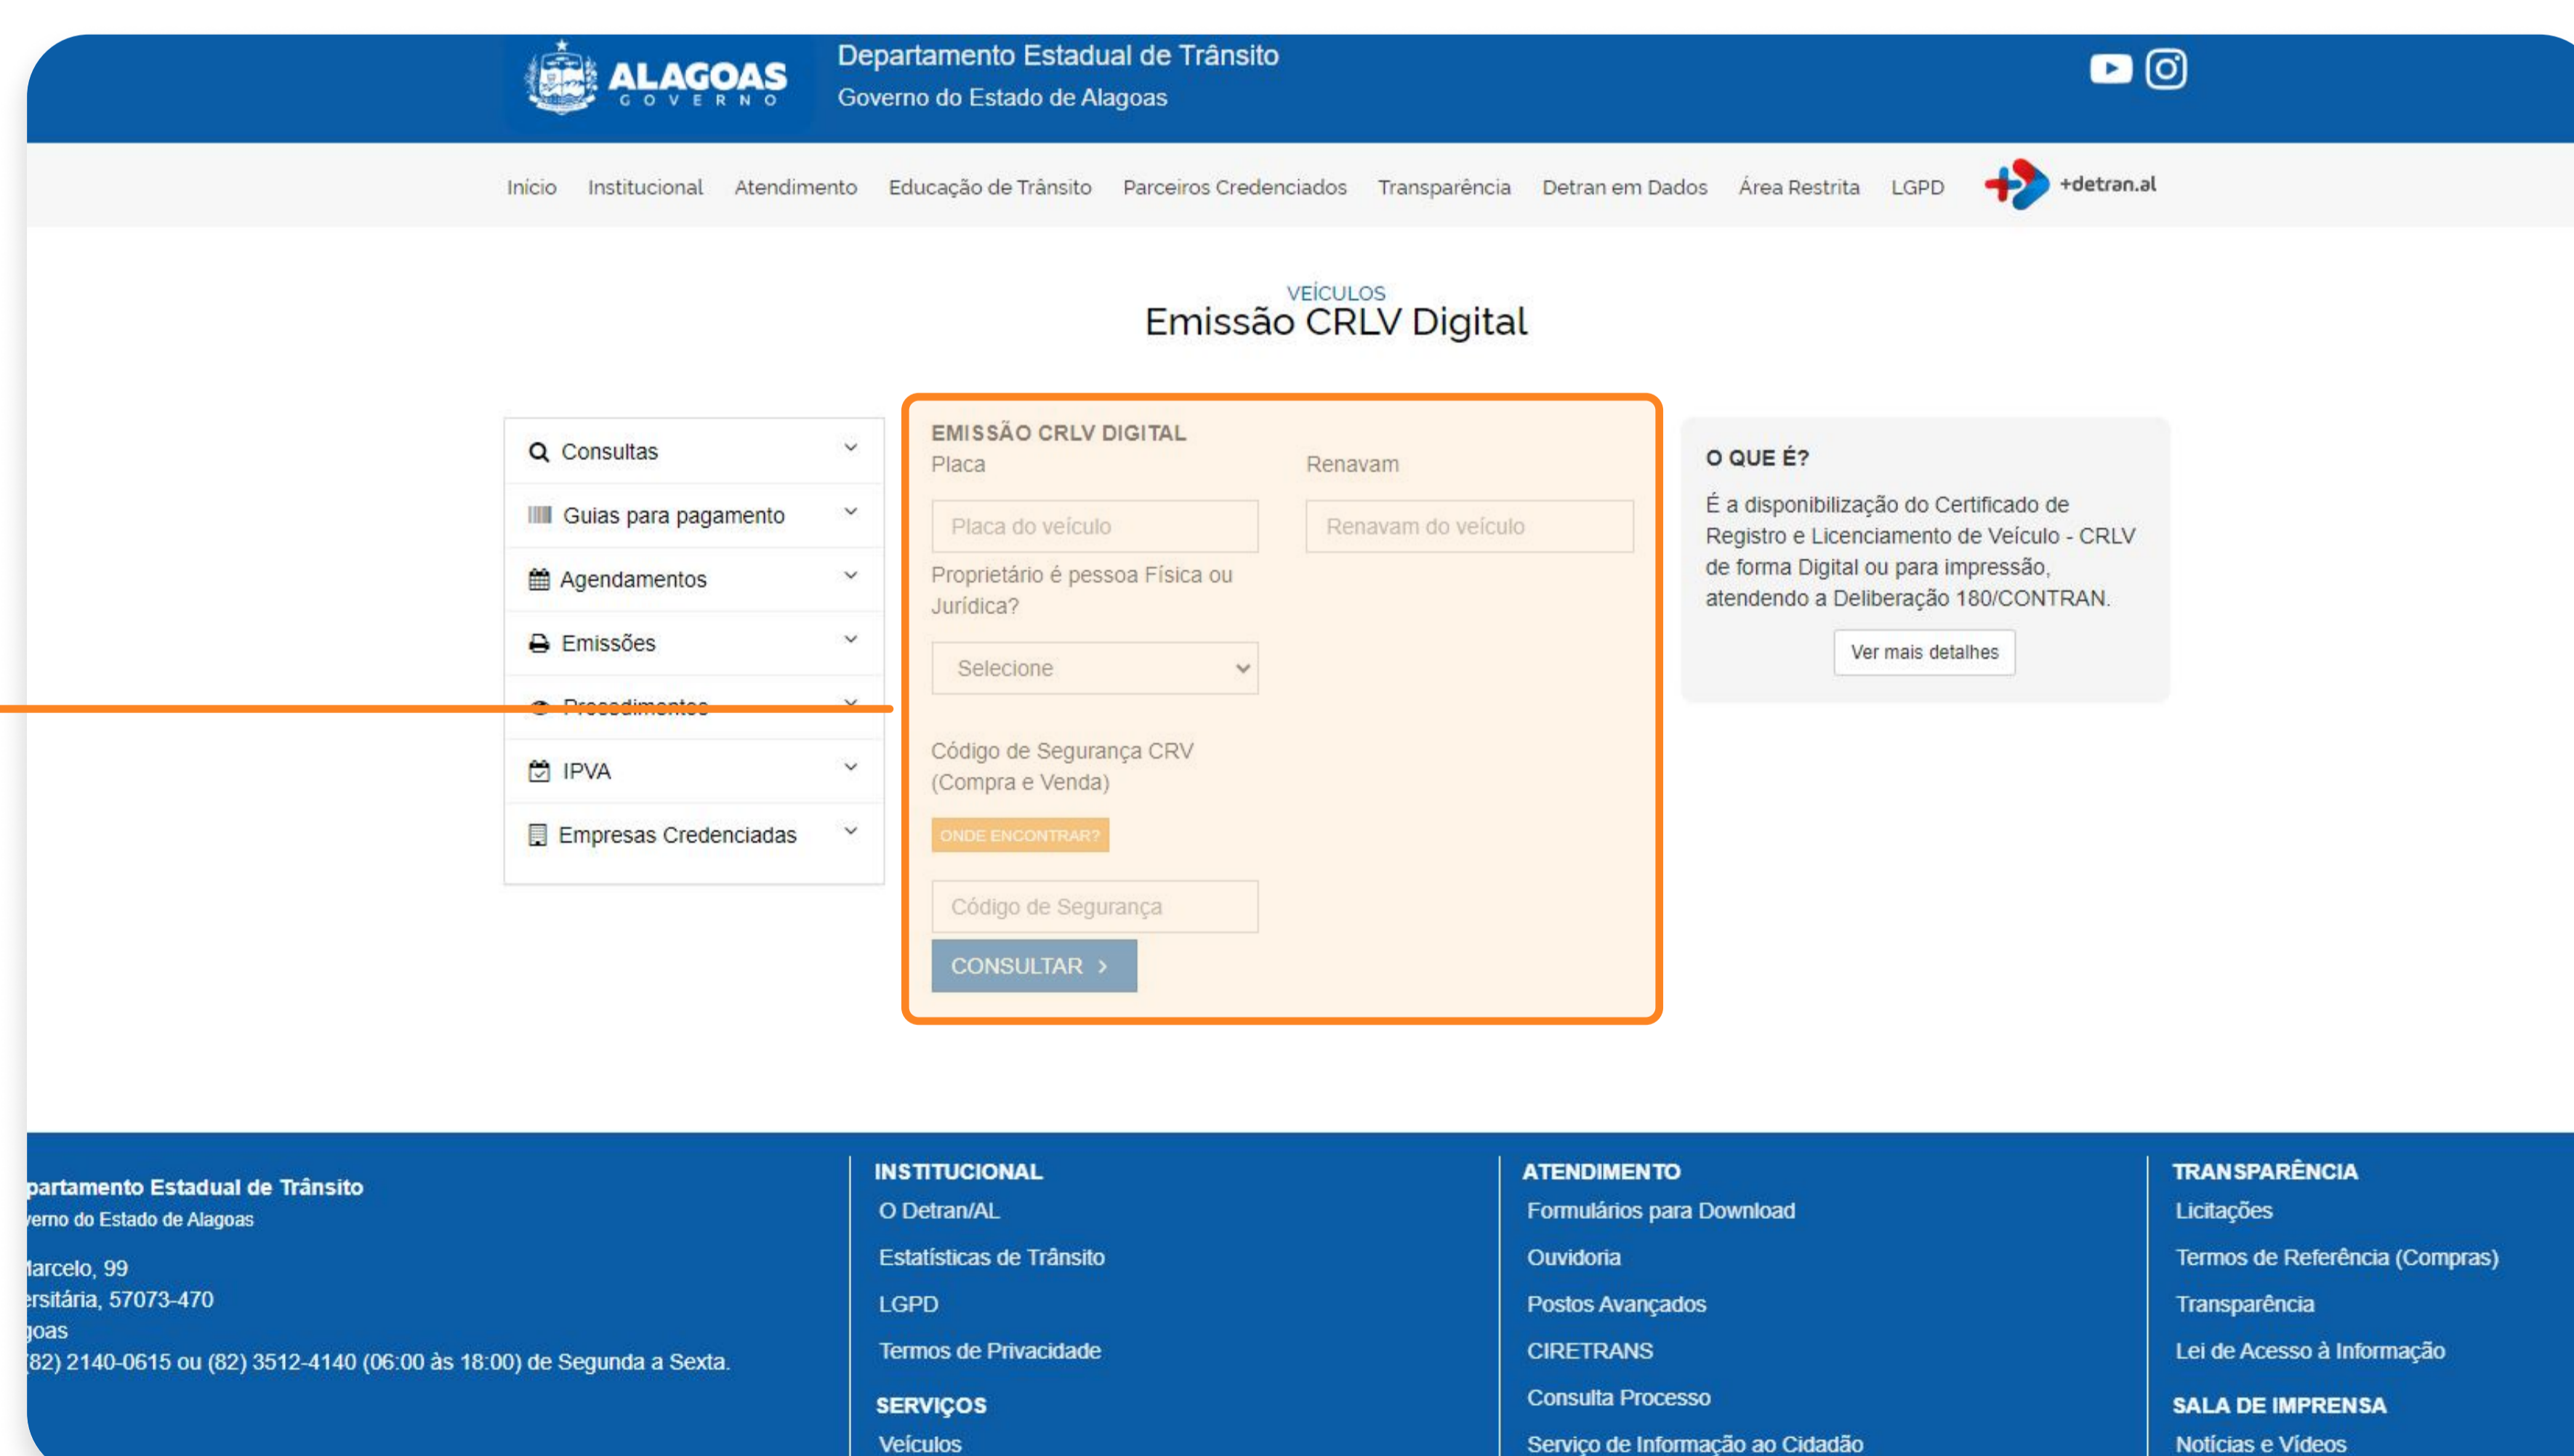 ALAGOAS
GOVERNO
Departamento Estadual de Trânsito
Governo do Estado de Alagoas
Início Institucional Atendimento Educação de Trânsito Parceiros Credenciados Transparência Detran em Dados Área Restrita LGPD +detran.al
VEÍCULOS
Emissão CRLV Digital
Consultas
Guias para pagamento
Agendamentos
Emissões
Procedimentos
IPVA
Empresas Credenciadas
EMISSÃO CRLV DIGITAL
Placa
Renavam
Placa do veículo
Renavam do veículo
Proprietário é pessoa Física ou
Jurídica?
Selecione
Código de Segurança CRV
(Compra e Venda)
ONDE ENCONTRAR?
Código de Segurança
CONSULTAR >
O QUE É?
É a disponibilização do Certificado de
Registro e Licenciamento de Veículo - CRLV
de forma Digital ou para impressão,
atendendo a Deliberação 180/CONTRAN.
Ver mais detalhes
partamento Estadual de Trânsito
verno do Estado de Alagoas
Marcelo, 99
ersitária, 57073-470
goas
(82) 2140-0615 ou (82) 3512-4140 (06:00 às 18:00) de Segunda a Sexta.
INSTITUCIONAL
O Detran/AL
Estatísticas de Trânsito
LGPD
Termos de Privacidade
SERVIÇOS
Veículos
ATENDIMENTO
Formulários para Download
Ouvidoria
Postos Avançados
CIRETRANS
Consulta Processo
Serviço de Informação ao Cidadão
TRANSPARÊNCIA
Licitações
Termos de Referência (Compras)
Transparência
Lei de Acesso à Informação
SALA DE IMPRENSA
Notícias e Vídeos